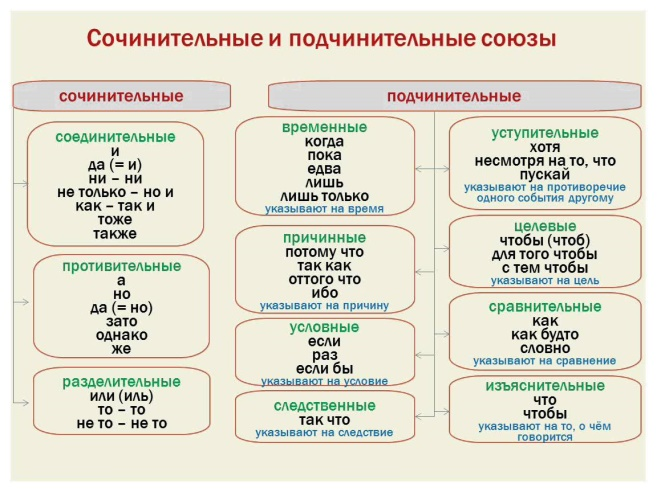 Сочинительные и подчинительные союзы
сочинительные
соединительные
и
да (= и)
ни – ни
не только – но и
как – так и
тоже
также
противительные
а
но
да (= но)
зато
однако
же
разделительные
или (иль)
то – то
не то – не то
подчинительные
временные
когда
пока
едва
лишь
лишь только
указывают на время
причинные
потому что
так как
оттого что
ибо
указывают на причину
условные
если
раз
если бы
указывают на условие
следственные
так что
указывают на следствие
уступительные
хотя
несмотря на то, что
пускай
указывают на противоречие
одного события другому
целевые
чтобы (чтоб)
для того чтобы
с тем чтобы
указывают на цель
сравнительные
как
как будто
словно
указывают на сравнение
изъяснительные
что
чтобы
указывают на то, о чём
говорится